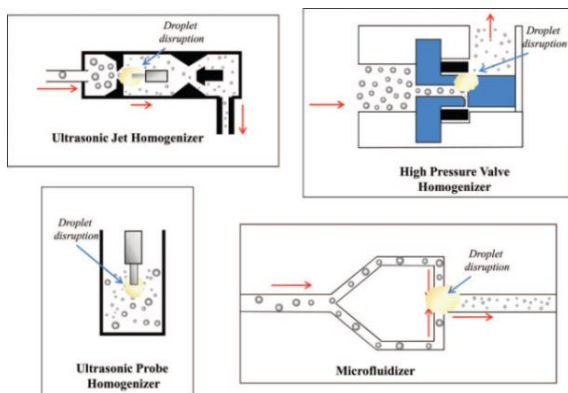 Droplet
disruption
Ultrasonic Jet Homogenizer
Droplet
disruption
High Pressure Valve
Homogenizer
Droplet
disruption
Ultrasonic Probe
Homogenizer
Droplet
disruption
Microfluidizer